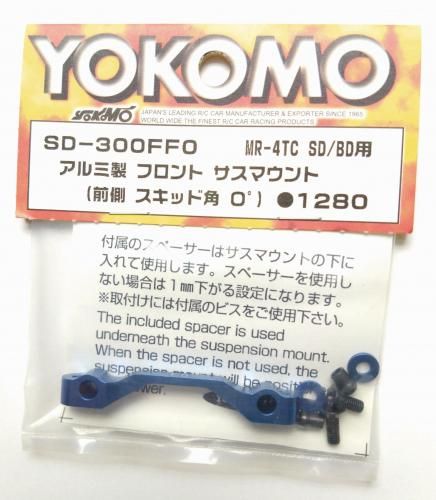 YOKOMO
YOKOMO
JAPAN'S LEADING R/C CAR MANUFACTURER & EXPORTER SINCE 1965
WORLD WIDE THE FINEST R/C CAR RACING PRODUCTS
SD-300FFO MR-4TC SD/BD用
アルミ製 フロント サスマウント
(前側 スキッド角 0°) ●1280
付属のスペーサーはサスマウントの下に
入れて使用します。スペーサーを使用し
ない場合は1mm下がる設定になります。
※取付けには付属のビスをご使用下さい。
The included spacer is used
underneath the suspension mount.
When the spacer is not used, the
suspension mount will be